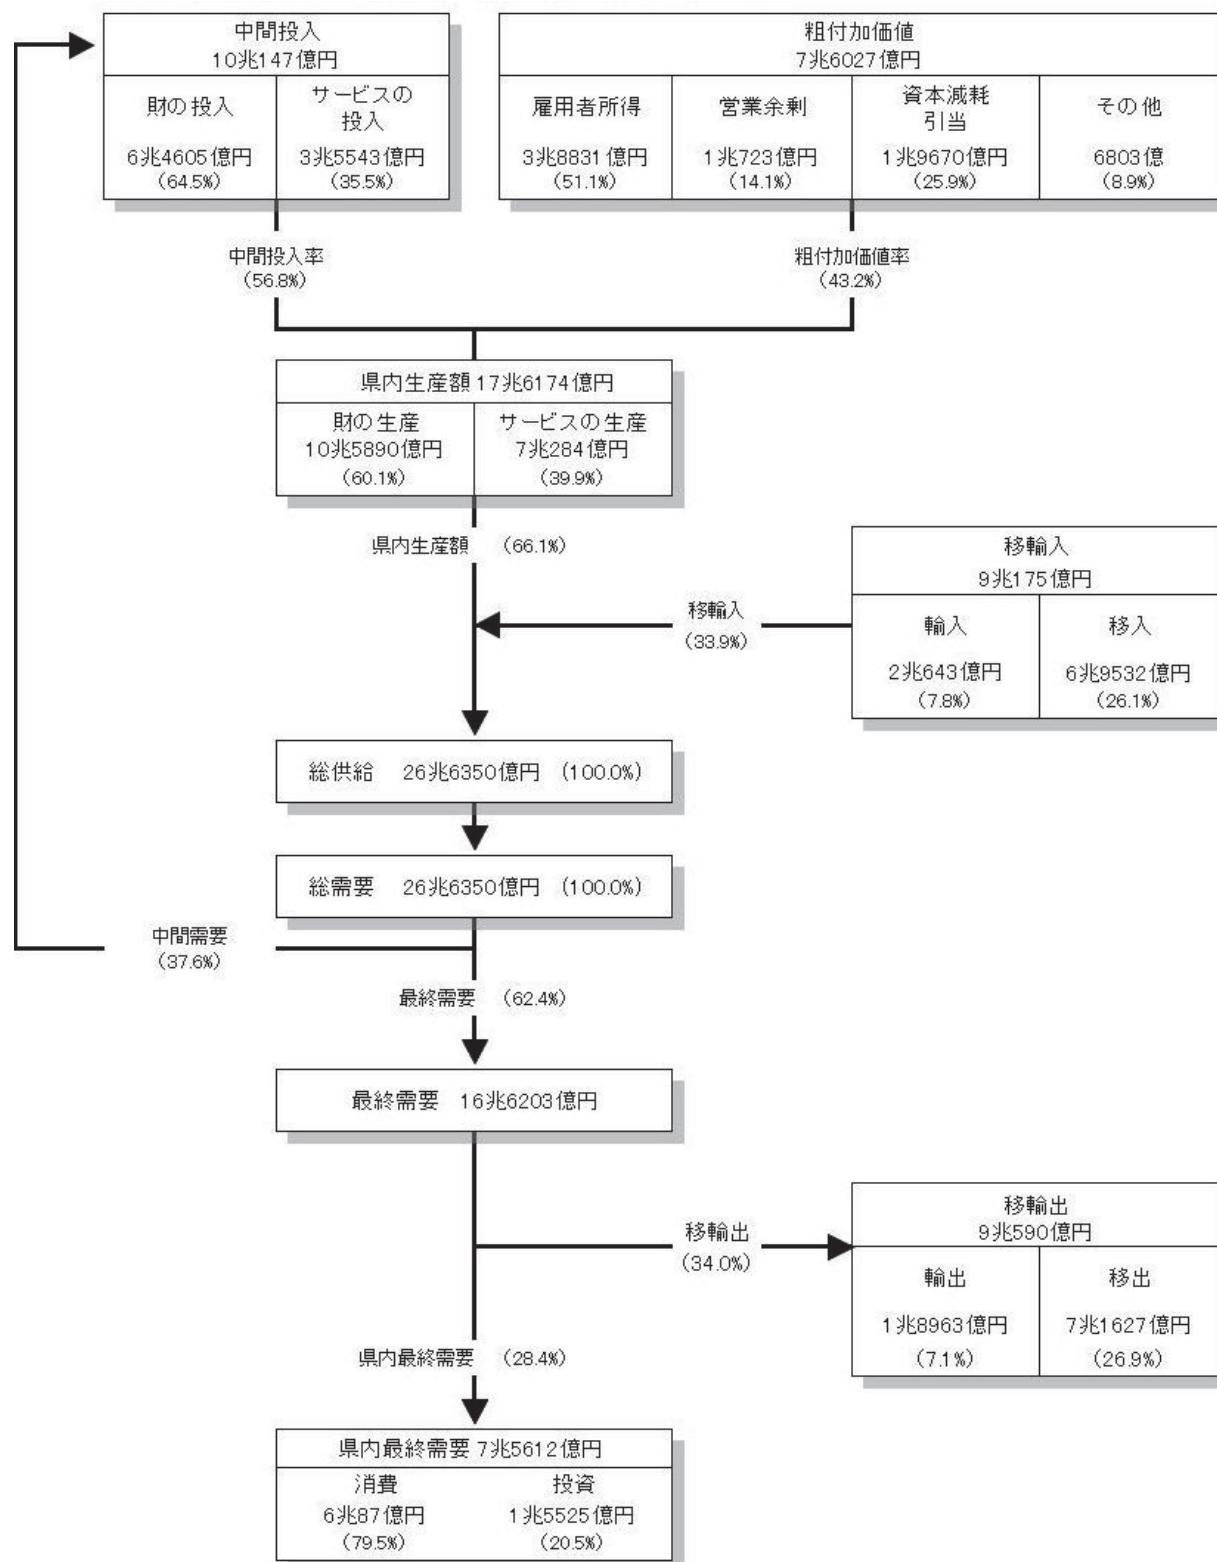 中間投入
10兆147億円
財の投入
6兆4605億円
(64.5%)
サービスの
投入
3兆5543億円
(35.5%)
粗付加価値
7兆6027億円
雇用者所得
3兆8831億円
(51.1%)
営業余剰
1兆723億円
(14.1%)
資本減耗
引当
1兆9670億円
(25.9%)
その他
6803億
(8.9%)
中間投入率
(56.8%)
粗付加価値率
(43.2%)
県内生産額 17兆6174億円
財の生産
10兆5890億円
(60.1%)
サービスの生産
7兆284億円
(39.9%)
県内生産額 (66.1%)
移輸入
9兆175億円
輸入
2兆643億円
(7.8%)
移入
6兆9532億円
(26.1%)
移輸入
(33.9%)
総供給 26兆6350億円 (100.0%)
総需要 26兆6350億円 (100.0%)
中間需要
(37.6%)
最終需要 (62.4%)
最終需要 16兆6203億円
移輸出
(34.0%)
移輸出
9兆590億円
輸出
1兆8963億円
(7.1%)
移出
7兆1627億円
(26.9%)
県内最終需要 (28.4%)
県内最終需要 7兆5612億円
消費
6兆87億円
(79.5%)
投資
1兆5525億円
(20.5%)